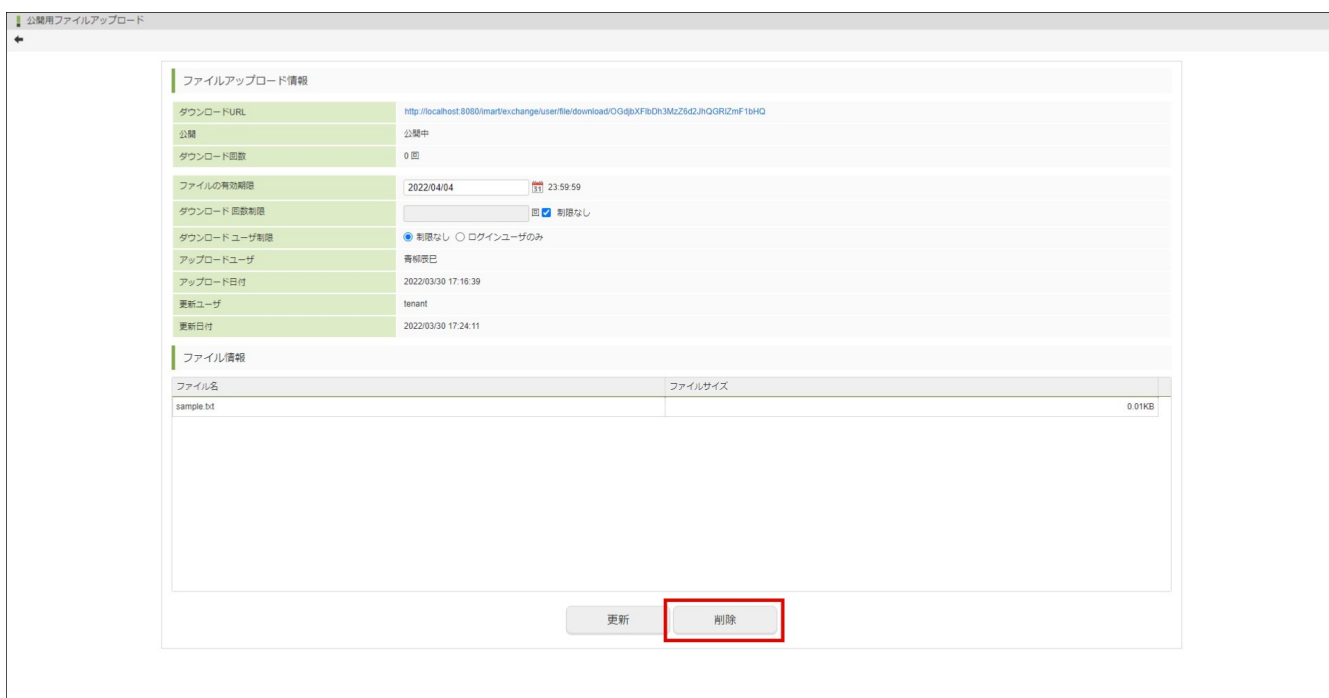 公開用ファイルアップロード
ファイルアップロード情報
ダウンロードURL http://localhost:8080/imart/exchange/user/file/download/OGdjbXFlbDh3MzZ6d2JhQGRlZmF1bHQ
公開 公開中
ダウンロード回数 0 回
ファイルの有効期限 2022/04/04 31 23:59:59
ダウンロード 回数制限 回 制限なし
ダウンロード ユーザ制限 制限なし ログインユーザのみ
アップロードユーザ 青柳辰巳
アップロード日付 2022/03/30 17:16:39
更新ユーザ tenant
更新日付 2022/03/30 17:24:11
ファイル情報
ファイル名 ファイルサイズ
sample.txt 0.01KB
更新 削除